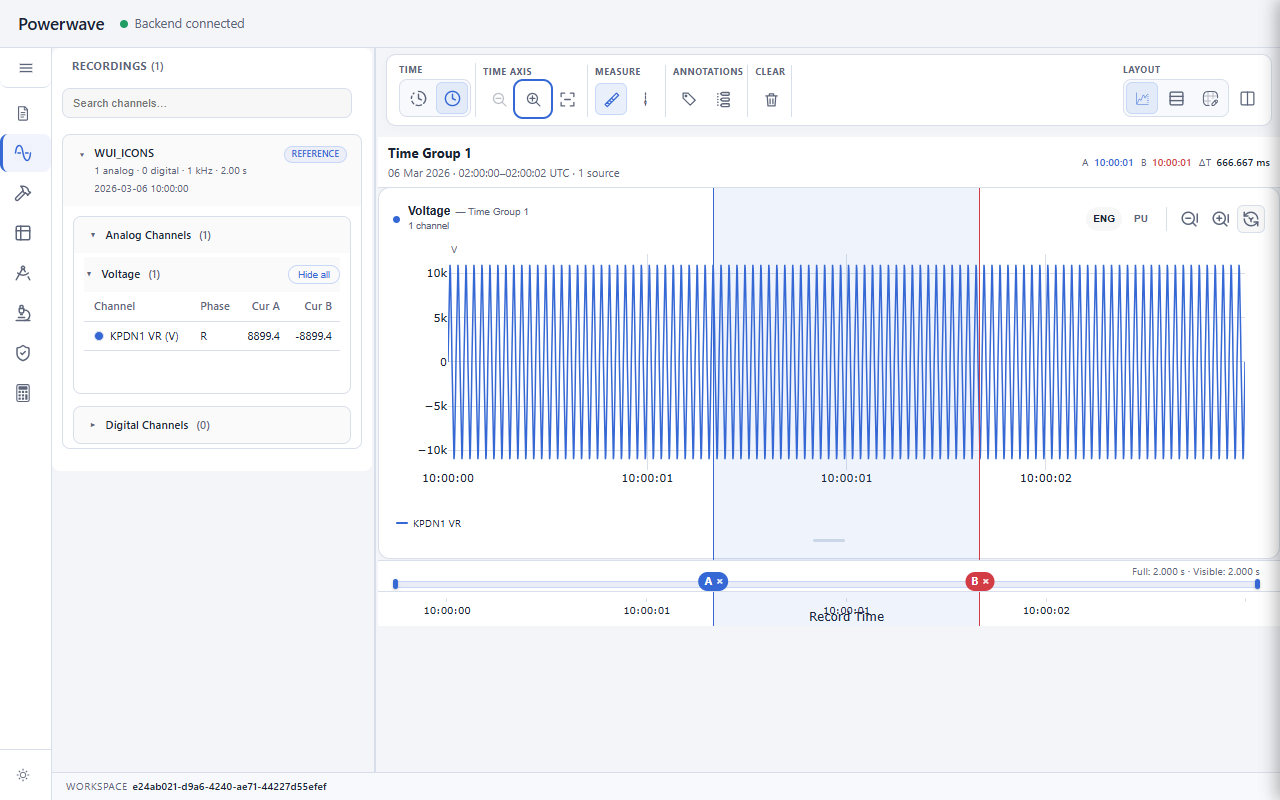 Powerwave Backend connected
RECORDINGS (1)
Search channels...
WUI_ICONS REFERENCE
1 analog · 0 digital · 1 kHz · 2.00 s
2026-03-06 10:00:00
Analog Channels (1)
Voltage (1) Hide all
Channel Phase Cur A Cur B
KPDN1 VR (V) R 8899.4 -8899.4
Digital Channels (0)
TIME TIME AXIS MEASURE ANNOTATIONS CLEAR LAYOUT
Time Group 1
06 Mar 2026 · 02:00:00–02:00:02 UTC · 1 source
A 10:00:01 B 10:00:01 ΔT 666.667 ms
Voltage — Time Group 1
1 channel
ENG PU
V
10k
5k
0
−5k
−10k
10:00:00 10:00:01 10:00:01 10:00:02
KPDN1 VR
Full: 2.000 s · Visible: 2.000 s
A × B ×
10:00:00 10:00:01 10:00:01 10:00:02
Record Time
WORKSPACE e24ab021-d9a6-4240-ae71-44227d55efef